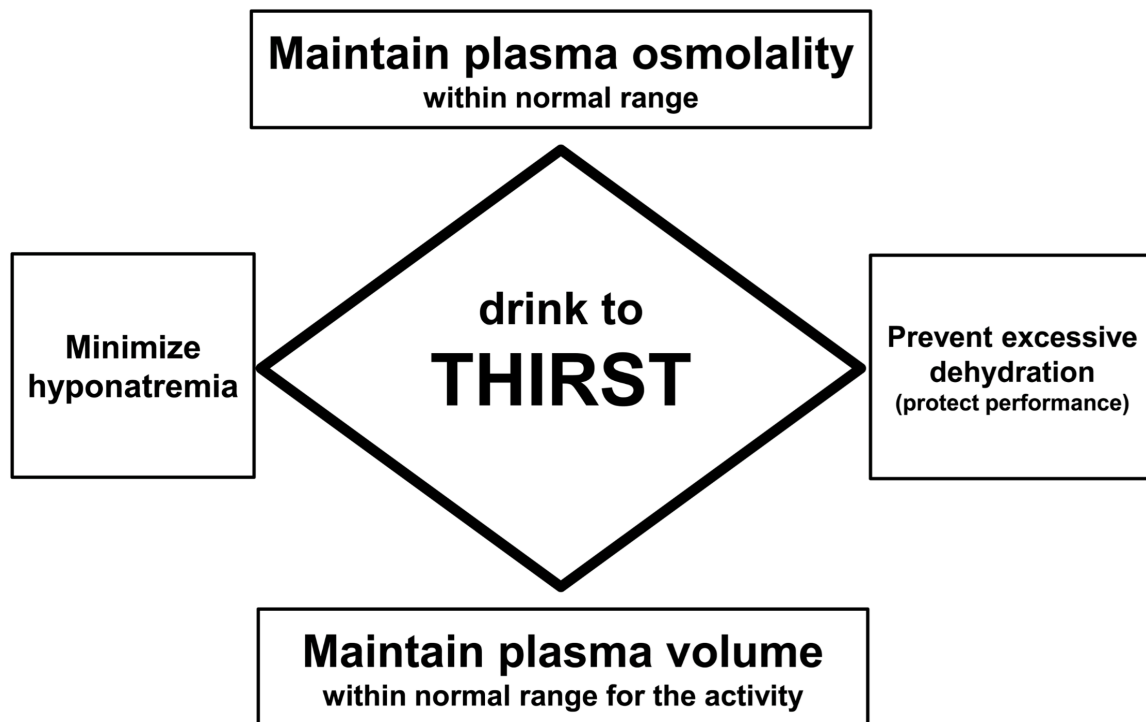 Maintain plasma osmolality
within normal range
Minimize
hyponatremia
drink to
THIRST
Prevent excessive
dehydration
(protect performance)
Maintain plasma volume
within normal range for the activity